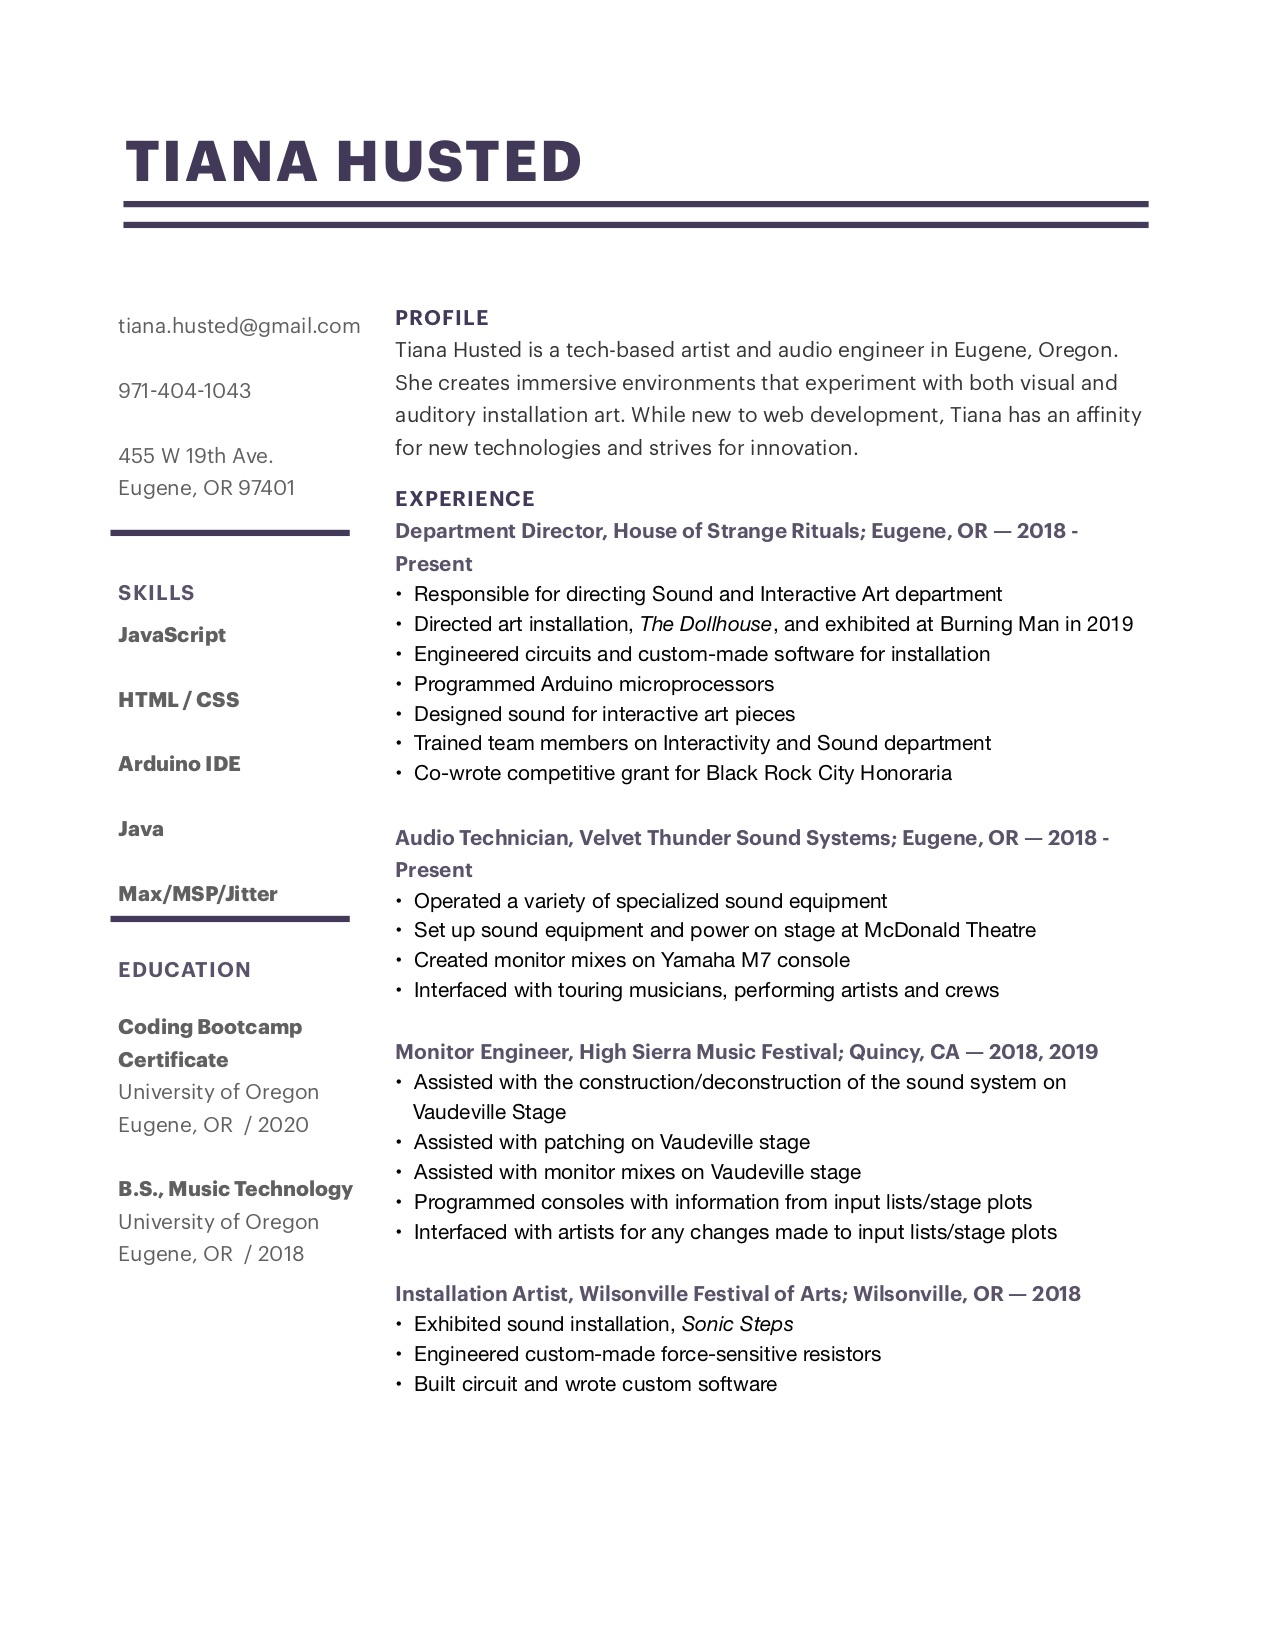 TIANA HUSTED
tiana.husted@gmail.com
971-404-1043
455 W 19th Ave.
Eugene, OR 97401
SKILLS
JavaScript
HTML / CSS
Arduino IDE
Java
Max/MSP/Jitter
EDUCATION
Coding Bootcamp
Certificate
University of Oregon
Eugene, OR / 2020
B.S., Music Technology
University of Oregon
Eugene, OR / 2018
PROFILE
Tiana Husted is a tech-based artist and audio engineer in Eugene, Oregon.
She creates immersive environments that experiment with both visual and
auditory installation art. While new to web development, Tiana has an affinity
for new technologies and strives for innovation.
EXPERIENCE
Department Director, House of Strange Rituals; Eugene, OR — 2018 -
Present
• Responsible for directing Sound and Interactive Art department
• Directed art installation, The Dollhouse, and exhibited at Burning Man in 2019
• Engineered circuits and custom-made software for installation
• Programmed Arduino microprocessors
• Designed sound for interactive art pieces
• Trained team members on Interactivity and Sound department
• Co-wrote competitive grant for Black Rock City Honoraria
Audio Technician, Velvet Thunder Sound Systems; Eugene, OR — 2018 -
Present
• Operated a variety of specialized sound equipment
• Set up sound equipment and power on stage at McDonald Theatre
• Created monitor mixes on Yamaha M7 console
• Interfaced with touring musicians, performing artists and crews
Monitor Engineer, High Sierra Music Festival; Quincy, CA — 2018, 2019
• Assisted with the construction/deconstruction of the sound system on
Vaudeville Stage
• Assisted with patching on Vaudeville stage
• Assisted with monitor mixes on Vaudeville stage
• Programmed consoles with information from input lists/stage plots
• Interfaced with artists for any changes made to input lists/stage plots
Installation Artist, Wilsonville Festival of Arts; Wilsonville, OR — 2018
• Exhibited sound installation, Sonic Steps
• Engineered custom-made force-sensitive resistors
• Built circuit and wrote custom software